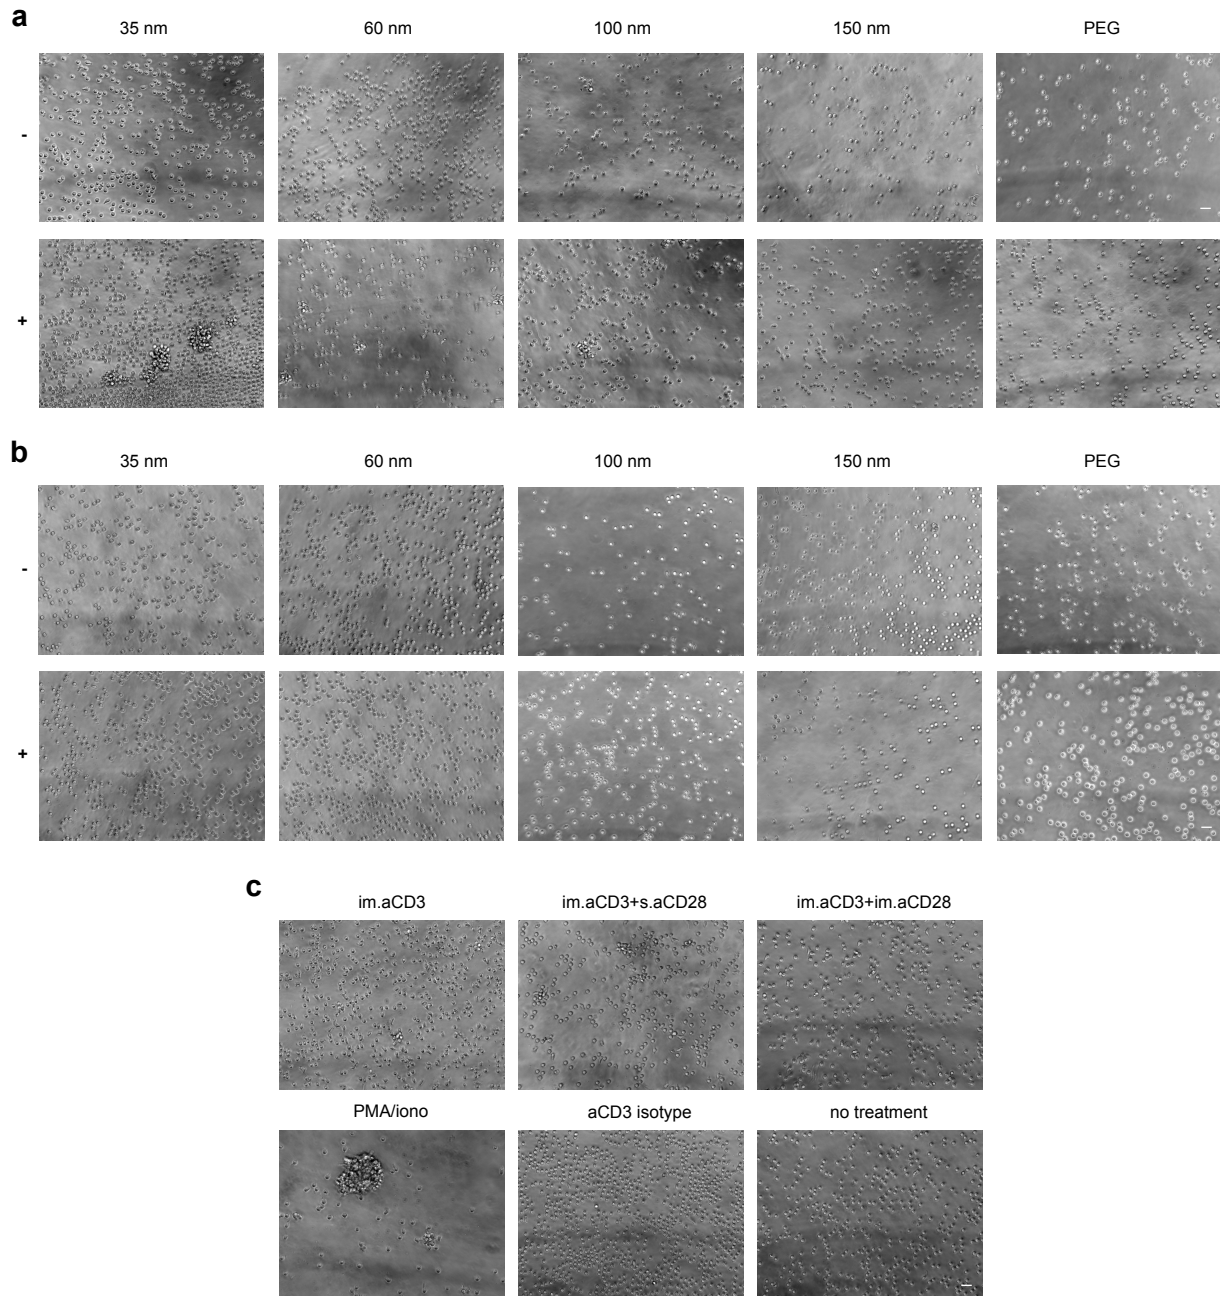 a
35 nm 60 nm 100 nm 150 nm PEG
-
+
b
35 nm 60 nm 100 nm 150 nm PEG
-
+
c
im.aCD3 im.aCD3+s.aCD28 im.aCD3+im.aCD28
PMA/iono aCD3 isotype no treatment